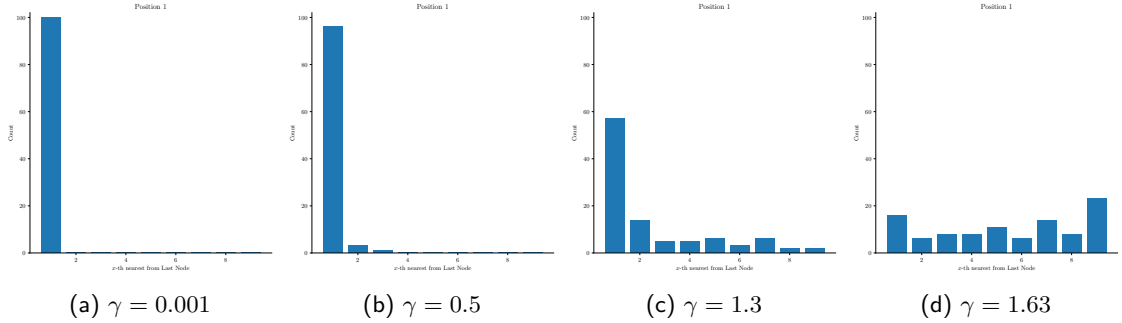 Position 1
100
80
60
40
20
0
Count
2 4 6 8
x-th nearest from Last Node
(a) γ = 0.001
Position 1
100
80
60
40
20
0
Count
2 4 6 8
x-th nearest from Last Node
(b) γ = 0.5
Position 1
100
80
60
40
20
0
Count
2 4 6 8
x-th nearest from Last Node
(c) γ = 1.3
Position 1
100
80
60
40
20
0
Count
2 4 6 8
x-th nearest from Last Node
(d) γ = 1.63